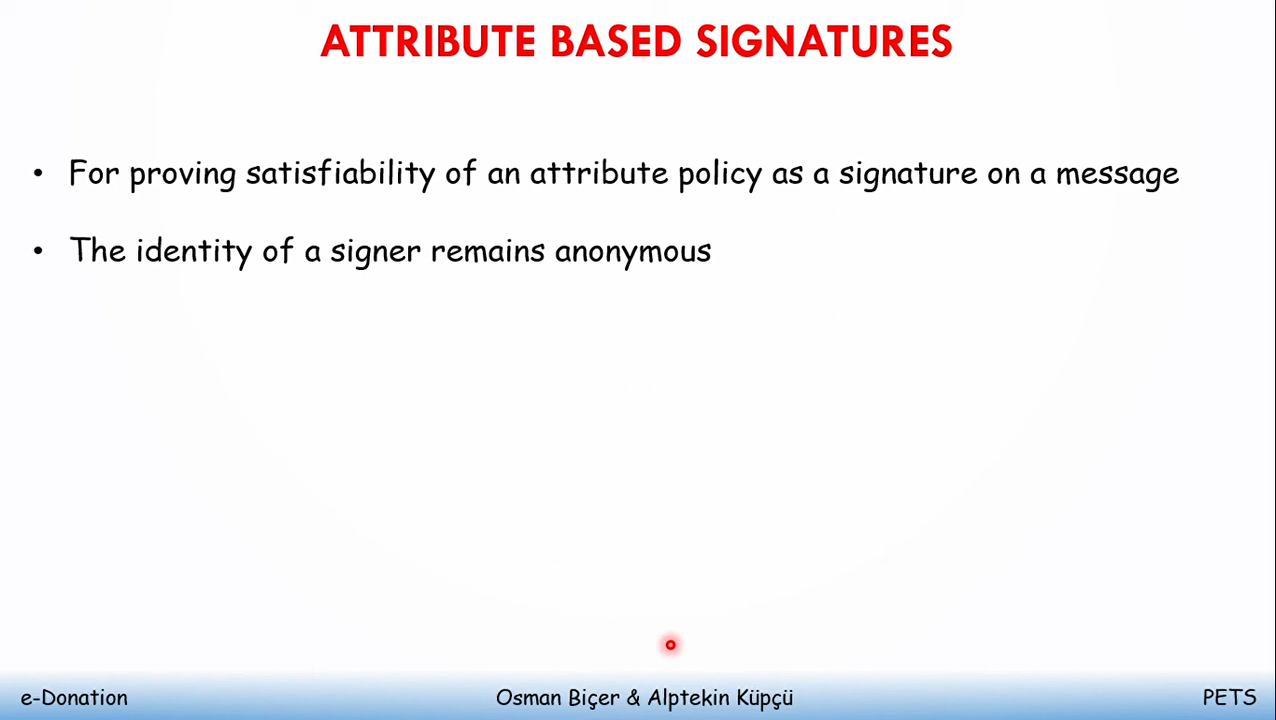 ATTRIBUTE BASED SIGNATURES
• For proving satisfiability of an attribute policy as a signature on a message
• The identity of a signer remains anonymous
e-Donation
Osman Biçer & Alptekin Küpçü
PETS